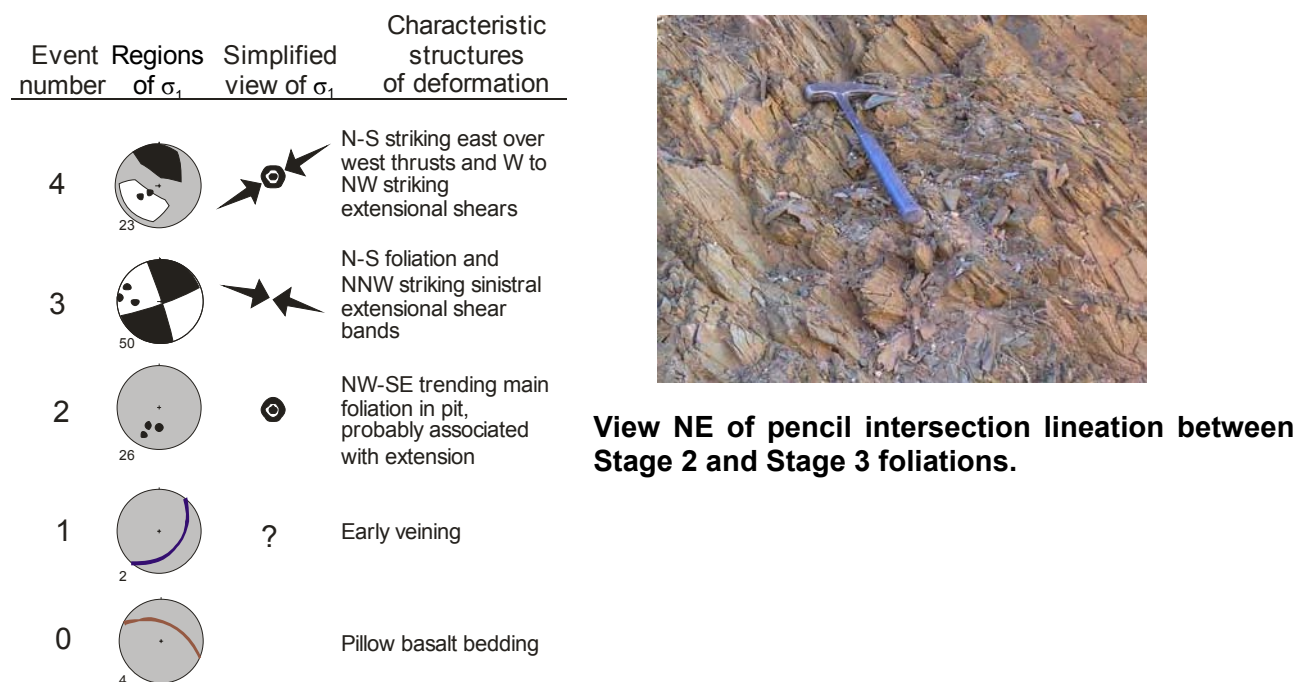 Event number
Regions of σ₁
Simplified view of σ₁
Characteristic structures of deformation
4
23
N-S striking east over
west thrusts and W to
NW striking
extensional shears
3
50
N-S foliation and
NNW striking sinistral
extensional shear
bands
2
26
NW-SE trending main
foliation in pit,
probably associated
with extension
1
2
?
Early veining
0
4
Pillow basalt bedding
View NE of pencil intersection lineation between
Stage 2 and Stage 3 foliations.